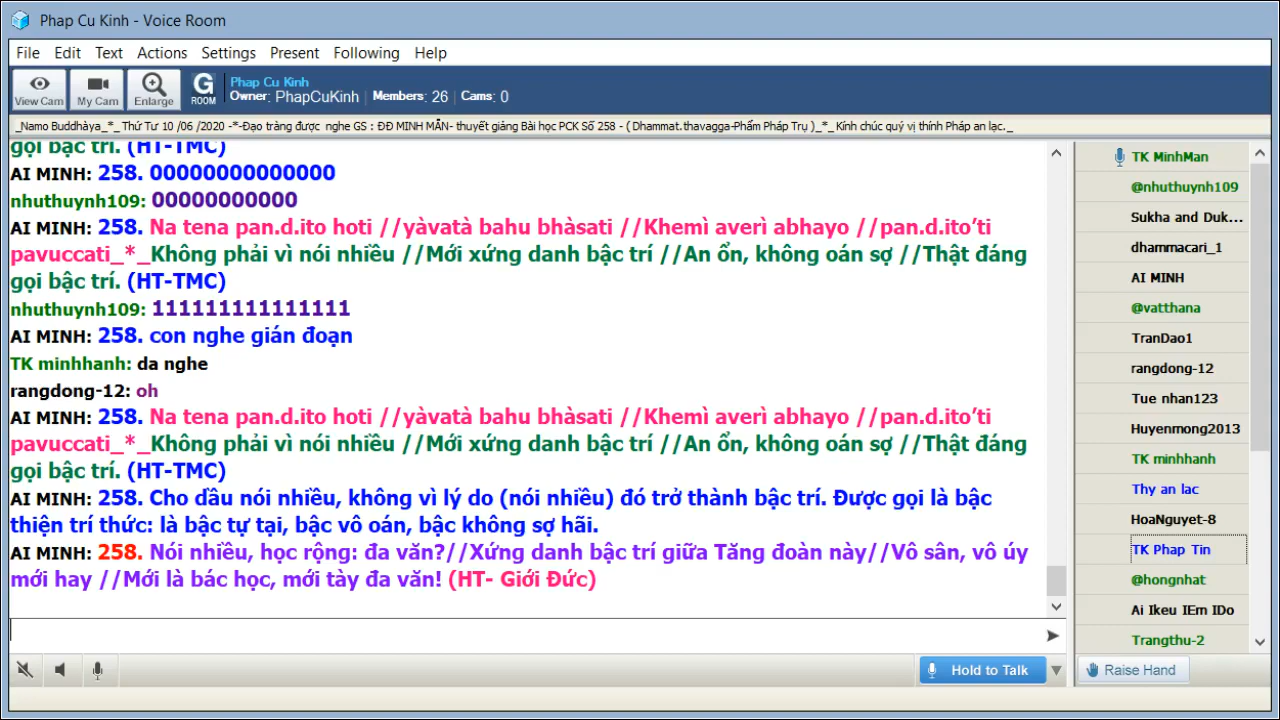 Phap Cu Kinh - Voice Room
File Edit Text Actions Settings Present Following Help
View Cam My Cam Enlarge G ROOM
Phap Cu Kinh
Owner: PhapCuKinh | Members: 26 | Cams: 0
_Namo Buddhàya_*_ Thứ Tư 10 /06 /2020 -*-Đạo tràng được nghe GS : ĐĐ MINH MẪN- thuyết giảng Bài học PCK Số 258 - ( Dhammat.thavagga-Phẩm Pháp Trụ )_*_ Kính chúc quý vị thính Pháp an lạc._
gọi bậc trí. (HT-TMC)
AI MINH: 258. 00000000000000
nhuthuynh109: 00000000000
AI MINH: 258. Na tena pan.d.ito hoti //yàvatà bahu bhàsati //Khemì averì abhayo //pan.d.ito’ti
pavuccati_*_Không phải vì nói nhiều //Mới xứng danh bậc trí //An ổn, không oán sợ //Thật đáng
gọi bậc trí. (HT-TMC)
nhuthuynh109: 111111111111111
AI MINH: 258. con nghe gián đoạn
TK minhhanh: da nghe
rangdong-12: oh
AI MINH: 258. Na tena pan.d.ito hoti //yàvatà bahu bhàsati //Khemì averì abhayo //pan.d.ito’ti
pavuccati_*_Không phải vì nói nhiều //Mới xứng danh bậc trí //An ổn, không oán sợ //Thật đáng
gọi bậc trí. (HT-TMC)
AI MINH: 258. Cho dầu nói nhiều, không vì lý do (nói nhiều) đó trở thành bậc trí. Được gọi là bậc
thiện trí thức: là bậc tự tại, bậc vô oán, bậc không sợ hãi.
AI MINH: 258. Nói nhiều, học rộng: đa văn?//Xứng danh bậc trí giữa Tăng đoàn này//Vô sân, vô úy
mới hay //Mới là bác học, mới tày đa văn! (HT- Giới Đức)
TK MinhMan
@nhuthuynh109
Sukha and Duk...
dhammacari_1
AI MINH
@vatthana
TranDao1
rangdong-12
Tue nhan123
Huyenmong2013
TK minhhanh
Thy an lac
HoaNguyet-8
TK Phap Tin
@hongnhat
Ai Ikeu IEm IDo
Trangthu-2
Hold to Talk
Raise Hand